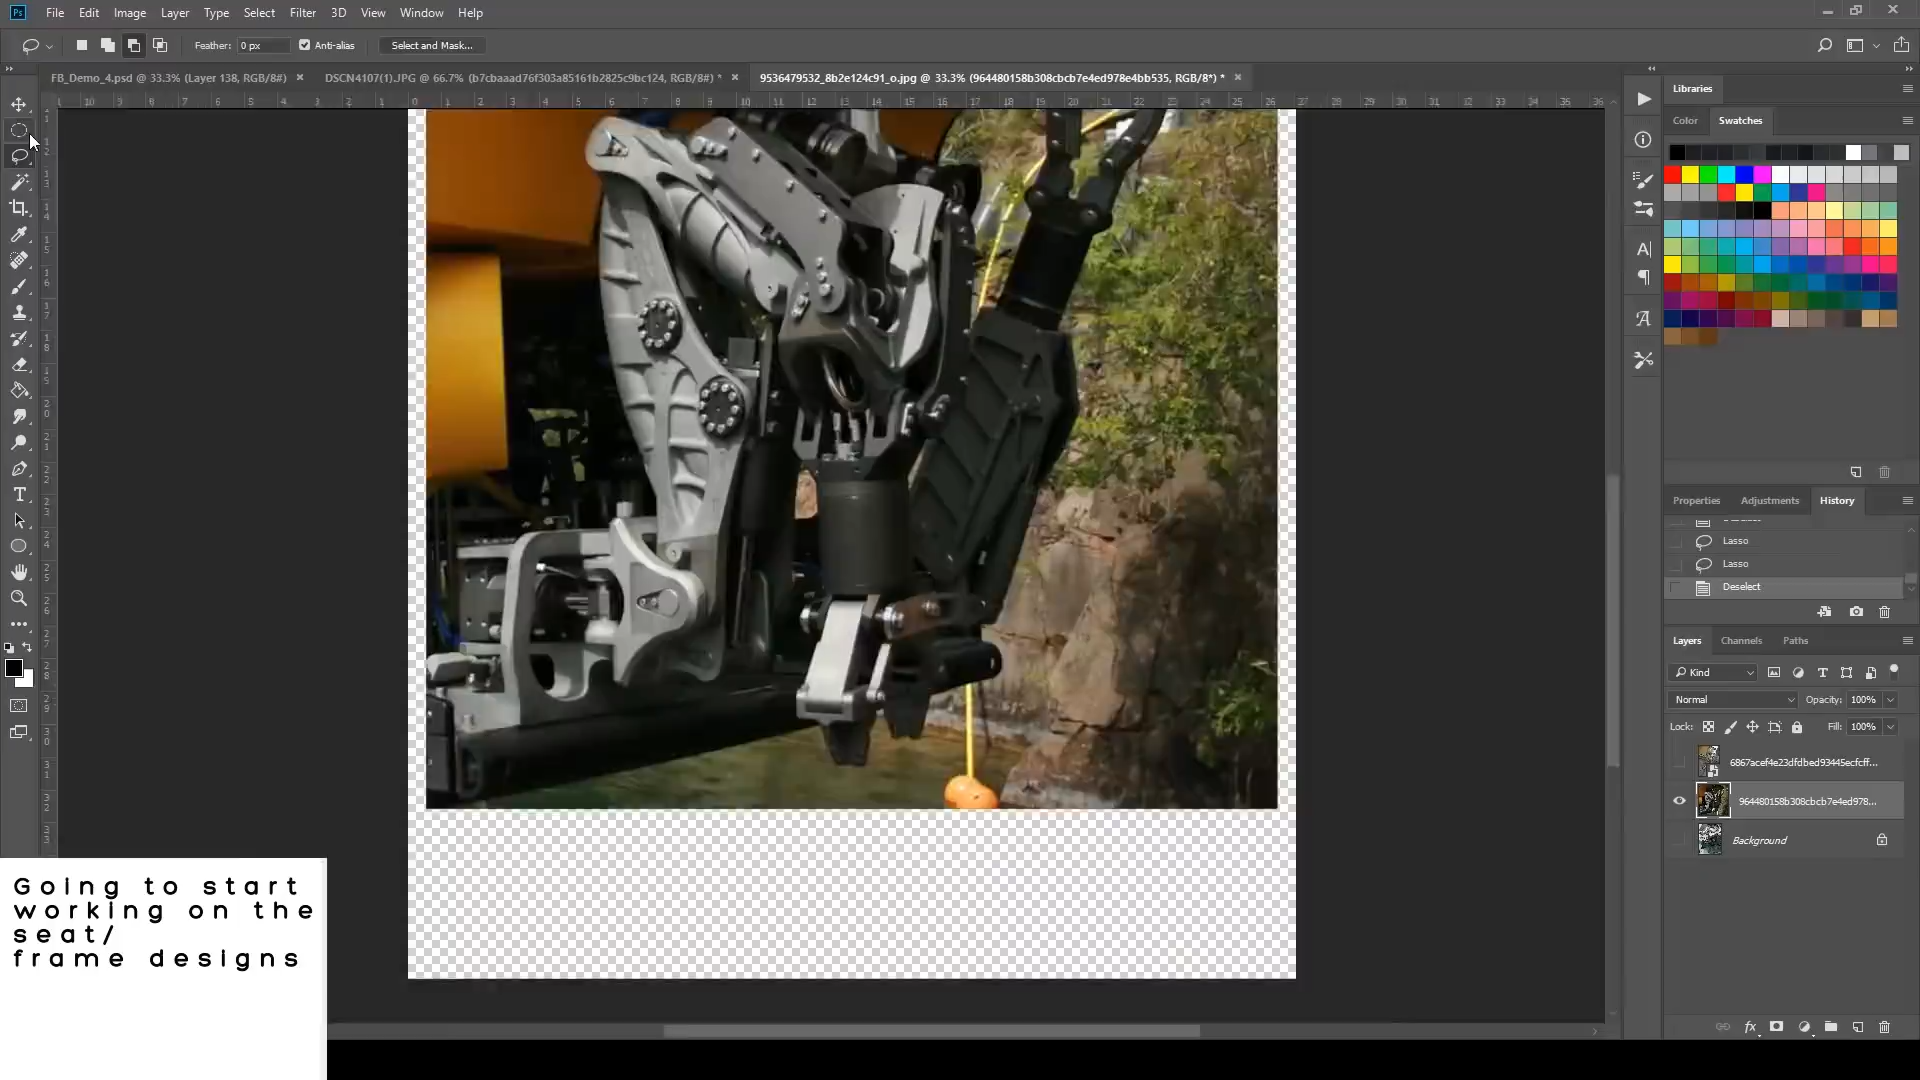 File Edit Image Layer Type Select Filter 3D View Window Help
Feather: 0 px Anti-alias Select and Mask...
FB_Demo_4.psd @ 33.3% (Layer 138, RGB/8#) × DSCN4107(1).JPG @ 66.7% (b7cbaaad76f303a85161b2825c9bc124, RGB/8#) * × 9536479532_8b2e124c91_o.jpg @ 33.3% (964480158b308cbcb7e4ed978e4bb535, RGB/8*) * ×
Libraries
Color Swatches
Properties Adjustments History
Lasso
Lasso
Deselect
Layers Channels Paths
Kind
Normal Opacity: 100%
Lock: Fill: 100%
6867acef4e23dfdbed93445ecfcff...
964480158b308cbcb7e4ed978...
Background
Going to start
working on the
seat/
frame designs